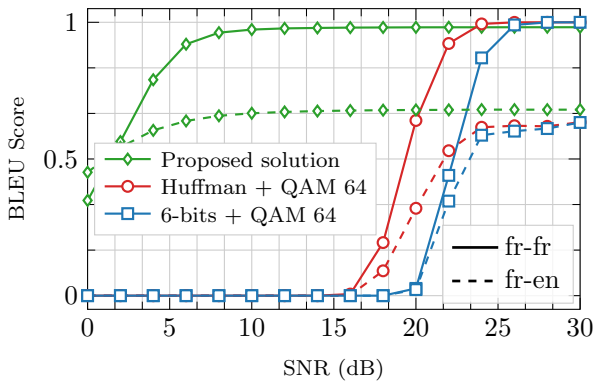 1
0.5
0
BLEU Score
Proposed solution
Huffman + QAM 64
6-bits + QAM 64
fr-fr
fr-en
0 5 10 15 20 25 30
SNR (dB)